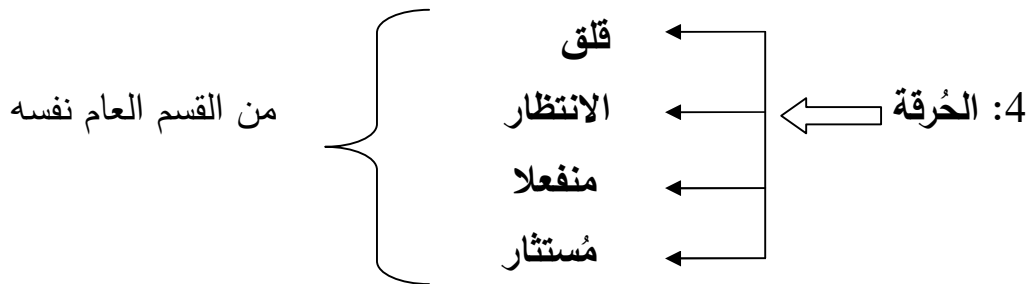 4: الحُرقة
قلق
الانتظار
منفعلا
مُستثار
من القسم العام نفسه